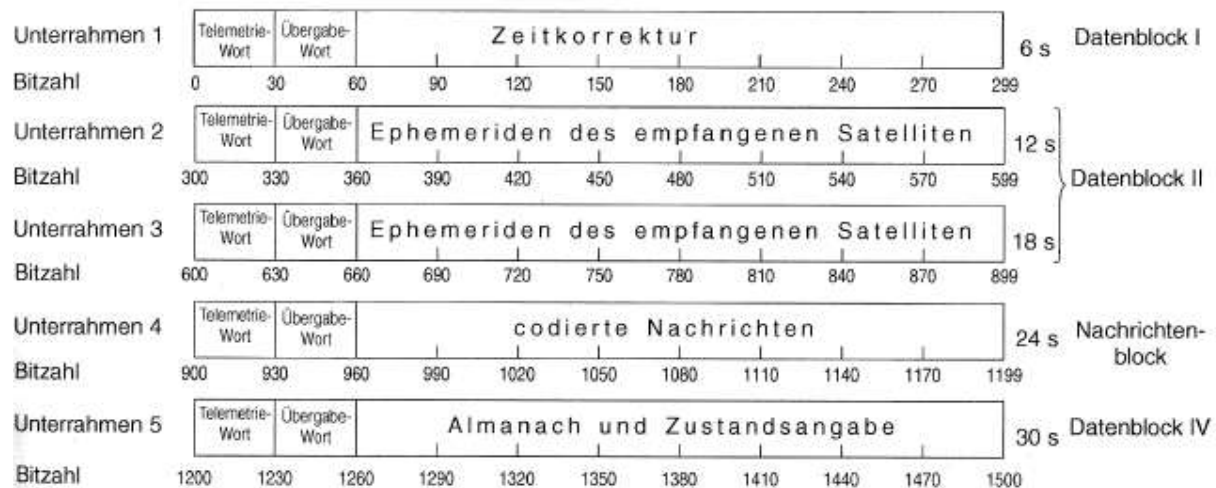 Unterrahmen 1 Telemetrie-Wort Übergabe-Wort Zeitkorrektur 6 s Datenblock I
Bitzahl 0 30 60 90 120 150 180 210 240 270 299
Unterrahmen 2 Telemetrie-Wort Übergabe-Wort Ephemeriden des empfangenen Satelliten 12 s
Bitzahl 300 330 360 390 420 450 480 510 540 570 599 Datenblock II
Unterrahmen 3 Telemetrie-Wort Übergabe-Wort Ephemeriden des empfangenen Satelliten 18 s
Bitzahl 600 630 660 690 720 750 780 810 840 870 899
Unterrahmen 4 Telemetrie-Wort Übergabe-Wort codierte Nachrichten 24 s Nachrichten-block
Bitzahl 900 930 960 990 1020 1050 1080 1110 1140 1170 1199
Unterrahmen 5 Telemetrie-Wort Übergabe-Wort Almanach und Zustandsangabe 30 s Datenblock IV
Bitzahl 1200 1230 1260 1290 1320 1350 1380 1410 1440 1470 1500